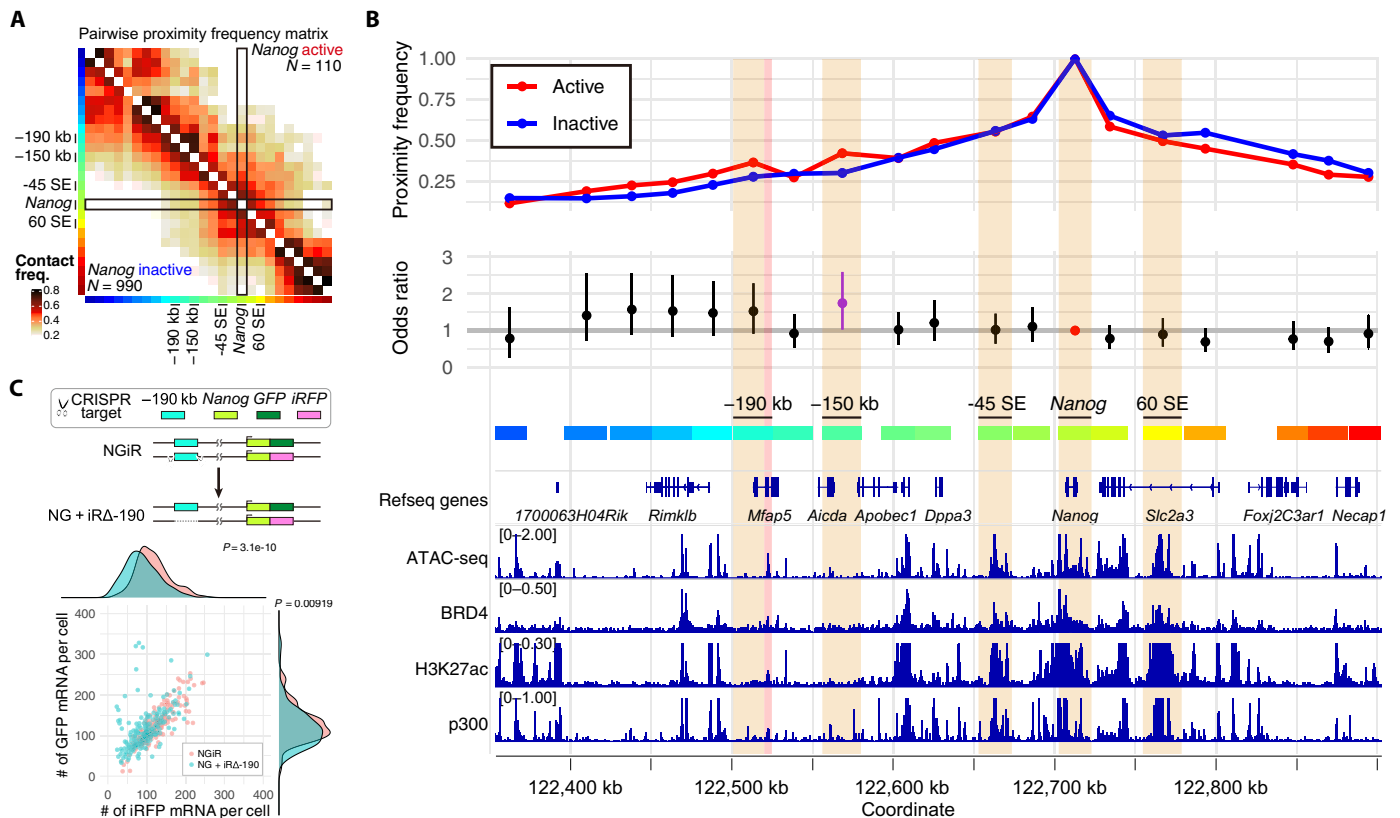 A
Pairwise proximity frequency matrix
Nanog active
N = 110
−190 kb
−150 kb
-45 SE
Nanog
60 SE
Contact
freq.
0.8
0.6
0.4
0.2
Nanog inactive
N = 990
−190 kb
−150 kb
-45 SE
Nanog
60 SE
B
Proximity frequency
1.00
0.75
0.50
0.25
Active
Inactive
Odds ratio
3
2
1
0
−190 kb
−150 kb
-45 SE
Nanog
60 SE
Refseq genes
1700063H04Rik
Rimklb
Mfap5
Aicda
Apobec1
Dppa3
Nanog
Slc2a3
Foxj2C3ar1
Necap1
ATAC-seq
[0–2.00]
BRD4
[0–0.50]
H3K27ac
[0–0.30]
p300
[0–1.00]
122,400 kb
122,500 kb
122,600 kb
122,700 kb
122,800 kb
Coordinate
C
CRISPR
target
−190 kb
Nanog
GFP
iRFP
NGiR
NG + iRΔ-190
P = 3.1e-10
P = 0.00919
# of GFP mRNA per cell
400
300
200
100
0
NGiR
NG + iRΔ-190
0
100
200
300
400
# of iRFP mRNA per cell